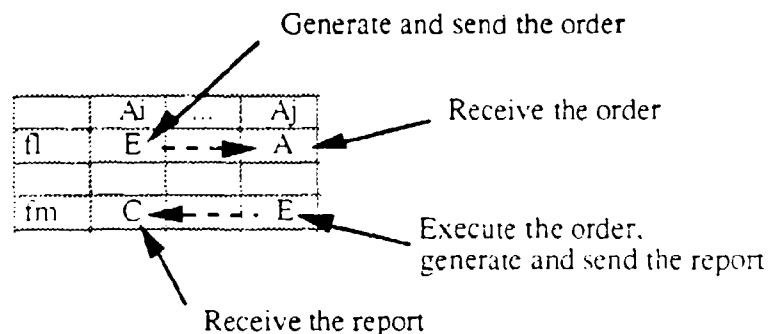 Generate and send the order
Ai ... Aj
Receive the order
fl E A
fm C E
Execute the order,
generate and send the report
Receive the report